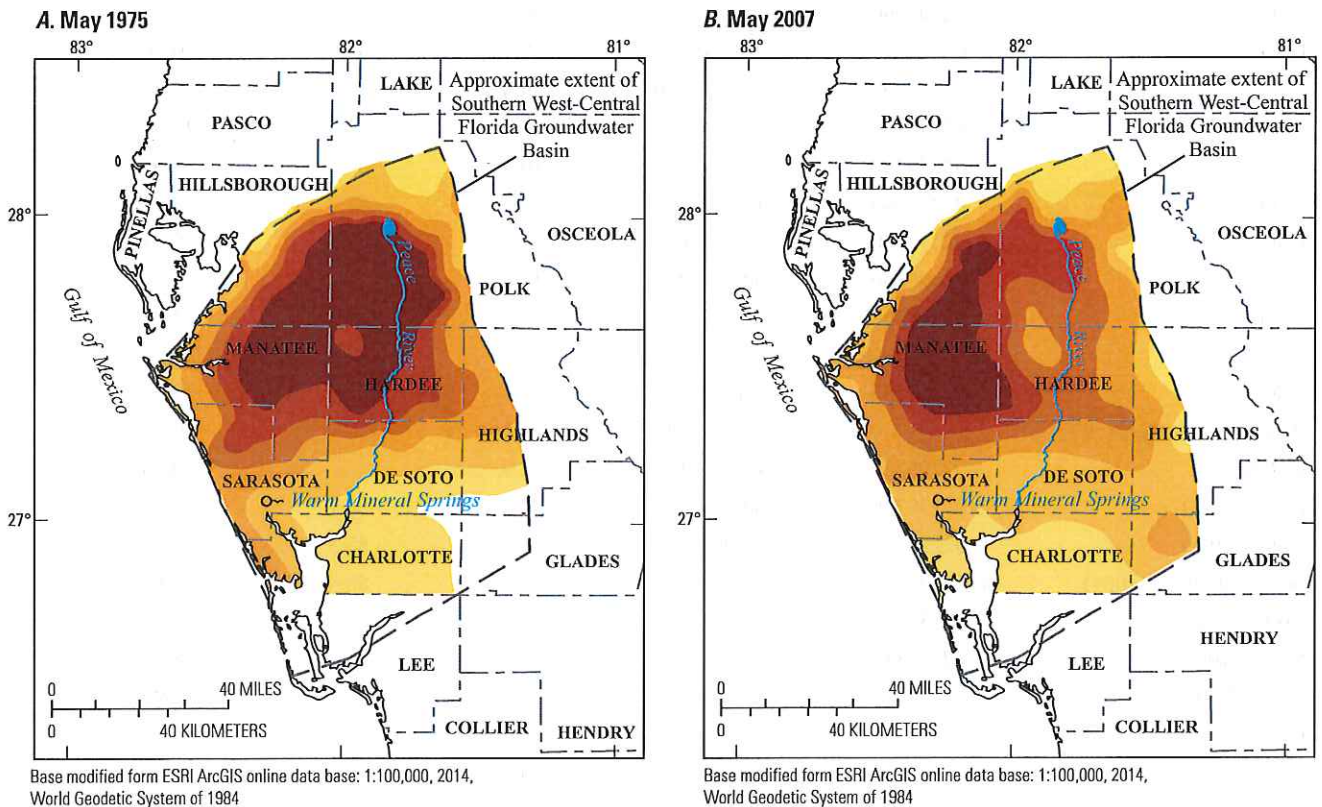 A. May 1975
83°
82°
81°
LAKE
Approximate extent of
Southern West-Central
Florida Groundwater
Basin
PASCO
HILLSBOROUGH
PINELLAS
28°
OSCEOLA
Peace
POLK
Gulf of Mexico
MANATEE
River
HARDEE
HIGHLANDS
SARASOTA
DE SOTO
Warm Mineral Springs
27°
CHARLOTTE
GLADES
LEE
0 40 MILES
0 40 KILOMETERS
COLLIER
HENDRY
Base modified form ESRI ArcGIS online data base: 1:100,000, 2014,
World Geodetic System of 1984
B. May 2007
83°
82°
81°
LAKE
Approximate extent of
Southern West-Central
Florida Groundwater
Basin
PASCO
HILLSBOROUGH
PINELLAS
28°
OSCEOLA
Peace
POLK
Gulf of Mexico
MANATEE
River
HARDEE
HIGHLANDS
SARASOTA
DE SOTO
Warm Mineral Springs
27°
CHARLOTTE
GLADES
HENDRY
LEE
0 40 MILES
0 40 KILOMETERS
COLLIER
Base modified form ESRI ArcGIS online data base: 1:100,000, 2014,
World Geodetic System of 1984